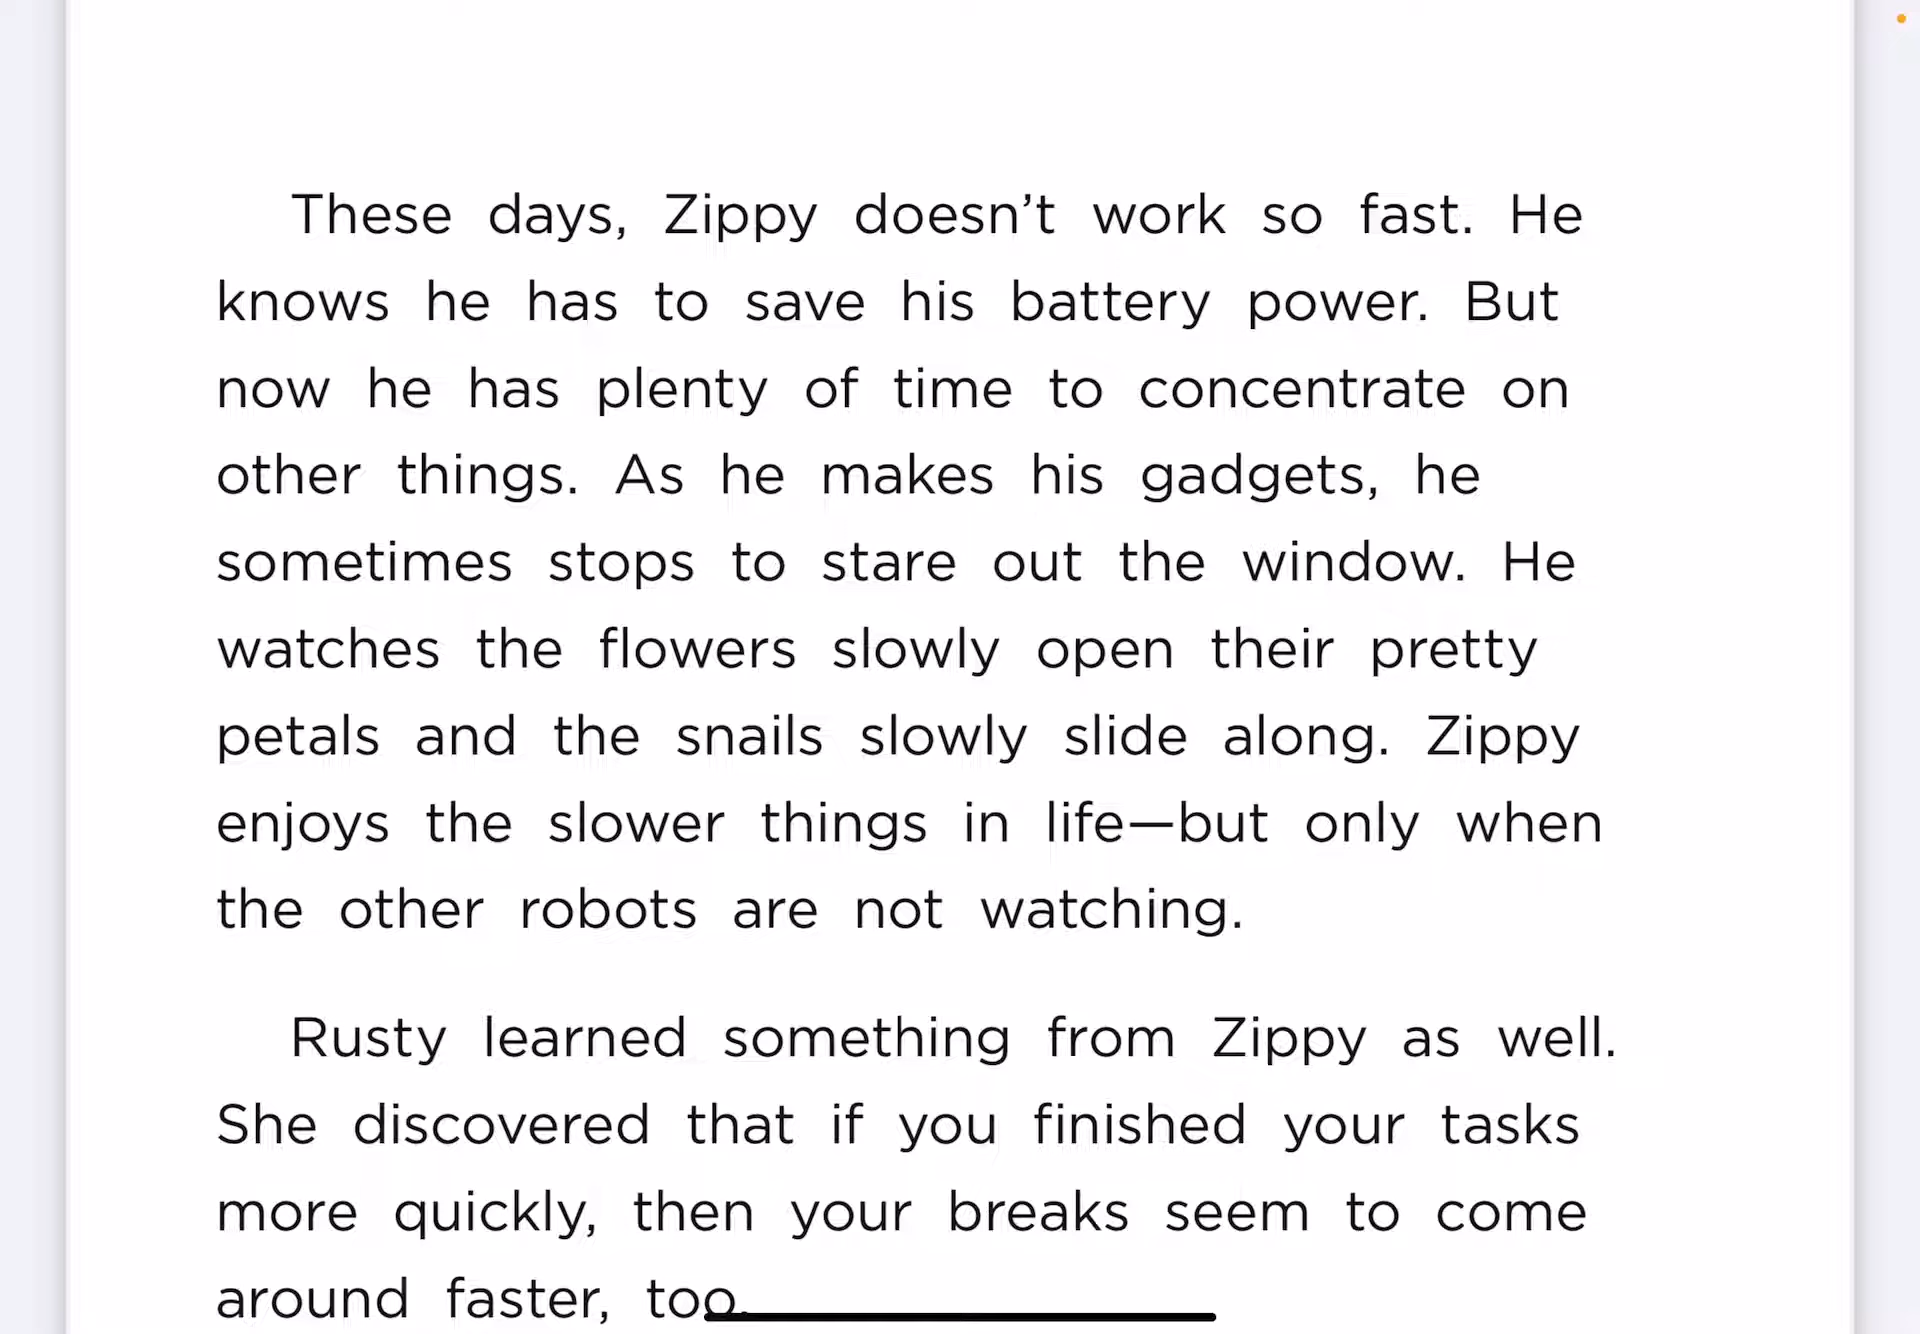 These days, Zippy doesn’t work so fast. He
knows he has to save his battery power. But
now he has plenty of time to concentrate on
other things. As he makes his gadgets, he
sometimes stops to stare out the window. He
watches the flowers slowly open their pretty
petals and the snails slowly slide along. Zippy
enjoys the slower things in life—but only when
the other robots are not watching.
Rusty learned something from Zippy as well.
She discovered that if you finished your tasks
more quickly, then your breaks seem to come
around faster, too.